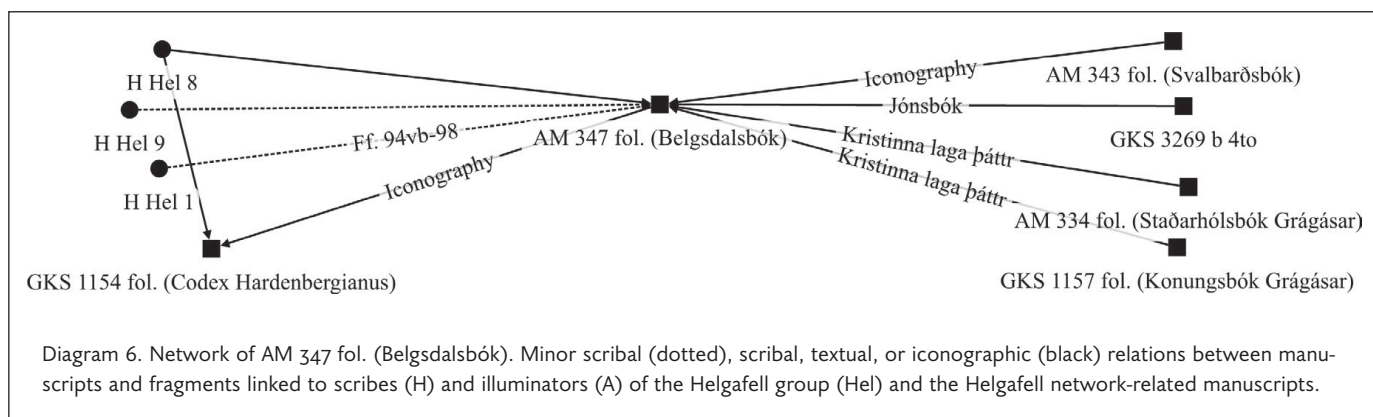 H Hel 8
H Hel 9
H Hel 1
Ff. 94vb-98
Iconography
GKS 1154 fol. (Codex Hardenbergianus)
AM 347 fol. (Belgsdalsbók)
Iconography
Jónsbók
Kristinna laga þáttr
Kristinna laga þáttr
AM 343 fol. (Svalbarðsbók)
GKS 3269 b 4to
AM 334 fol. (Staðarhólsbók Grágásar)
GKS 1157 fol. (Konungsbók Grágásar)
Diagram 6. Network of AM 347 fol. (Belgsdalsbók). Minor scribal (dotted), scribal, textual, or iconographic (black) relations between manu-
scripts and fragments linked to scribes (H) and illuminators (A) of the Helgafell group (Hel) and the Helgafell network-related manuscripts.